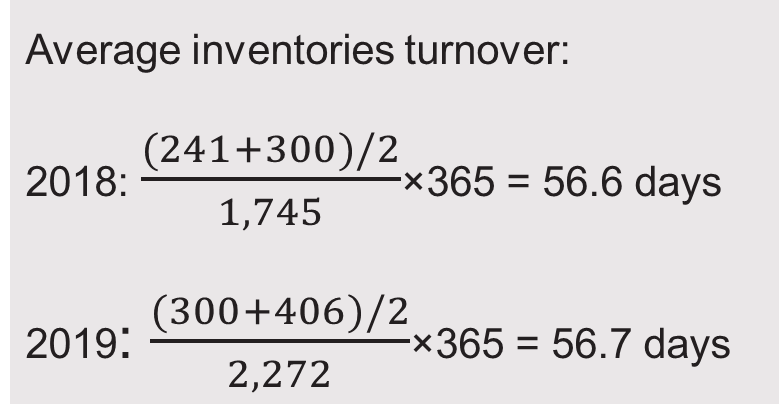 Average inventories turnover:
2018: (241+300)/2
1,745
×365 = 56.6 days
2019: (300+406)/2
2,272
×365 = 56.7 days